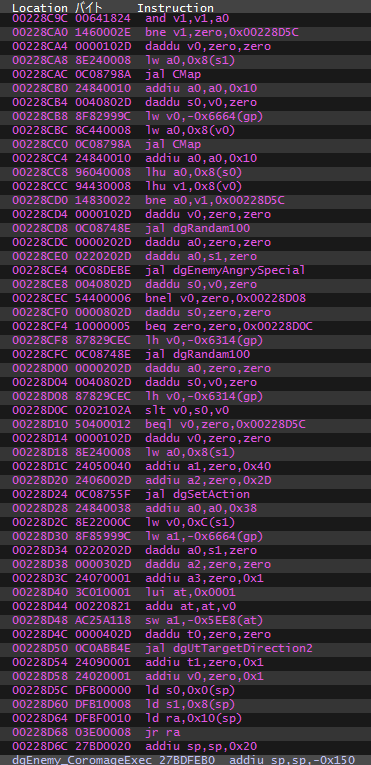 Location バイト Instruction
00228C9C 00641824 and v1,v1,a0
00228CA0 1460002E bne v1,zero,0x00228D5C
00228CA4 0000102D daddu v0,zero,zero
00228CA8 8E240008 lw a0,0x8(s1)
00228CAC 0C08798A jal CMap
00228CB0 24840010 addiu a0,a0,0x10
00228CB4 0040802D daddu s0,v0,zero
00228CB8 8F82999C lw v0,-0x6664(gp)
00228CBC 8C440008 lw a0,0x8(v0)
00228CC0 0C08798A jal CMap
00228CC4 24840010 addiu a0,a0,0x10
00228CC8 96040008 lhu a0,0x8(s0)
00228CCC 94430008 lhu v1,0x8(v0)
00228CD0 14830022 bne a0,v1,0x00228D5C
00228CD4 0000102D daddu v0,zero,zero
00228CD8 0C08748E jal dgRandam100
00228CDC 0000202D daddu a0,zero,zero
00228CE0 0220202D daddu a0,s1,zero
00228CE4 0C08DEBE jal dgEnemyAngrySpecial
00228CE8 0040802D daddu s0,v0,zero
00228CEC 54400006 bnel v0,zero,0x00228D08
00228CF0 0000802D daddu s0,zero,zero
00228CF4 10000005 beq zero,zero,0x00228D0C
00228CF8 87829CEC lh v0,-0x6314(gp)
00228CFC 0C08748E jal dgRandam100
00228D00 0000202D daddu a0,zero,zero
00228D04 0040802D daddu s0,v0,zero
00228D08 87829CEC lh v0,-0x6314(gp)
00228D0C 0202102A slt v0,s0,v0
00228D10 50400012 beql v0,zero,0x00228D5C
00228D14 0000102D daddu v0,zero,zero
00228D18 8E240008 lw a0,0x8(s1)
00228D1C 24050040 addiu a1,zero,0x40
00228D20 2406002D addiu a2,zero,0x2D
00228D24 0C08755F jal dgSetAction
00228D28 24840038 addiu a0,a0,0x38
00228D2C 8E22000C lw v0,0xC(s1)
00228D30 8F85999C lw a1,-0x6664(gp)
00228D34 0220202D daddu a0,s1,zero
00228D38 0000302D daddu a2,zero,zero
00228D3C 24070001 addiu a3,zero,0x1
00228D40 3C010001 lui at,0x0001
00228D44 00220821 addu at,at,v0
00228D48 AC25A118 sw a1,-0x5EE8(at)
00228D4C 0000402D daddu t0,zero,zero
00228D50 0C0ABB4E jal dgUtTargetDirection2
00228D54 24090001 addiu t1,zero,0x1
00228D58 24020001 addiu v0,zero,0x1
00228D5C DFB00000 ld s0,0x0(sp)
00228D60 DFB10008 ld s1,0x8(sp)
00228D64 DFBF0010 ld ra,0x10(sp)
00228D68 03E00008 jr ra
00228D6C 27BD0020 addiu sp,sp,0x20
dgEnemy_CoromageExec 27BDFEB0 addiu sp,sp,-0x150